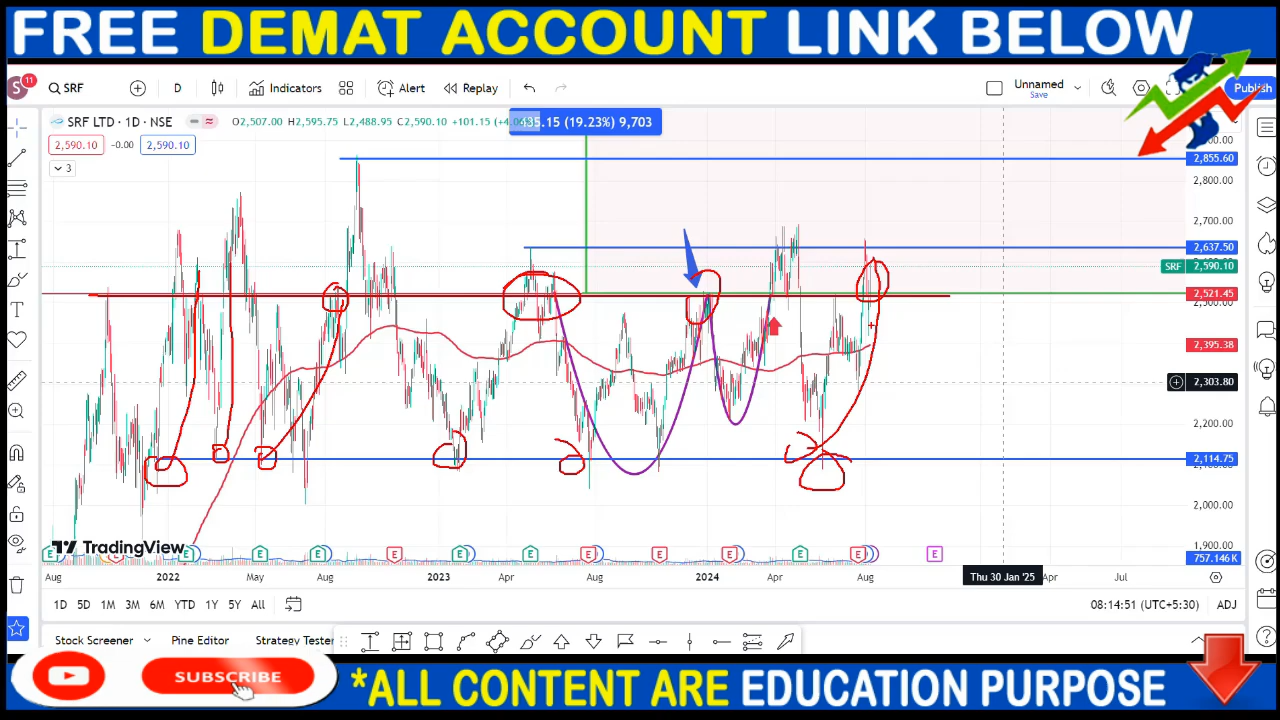 FREE DEMAT ACCOUNT LINK BELOW
S 11 SRF D Indicators Alert Replay Unnamed Save Publish
SRF LTD · 1D · NSE O2,507.00 H2,595.75 L2,488.95 C2,590.10 +101.15
.15 (19.23%) 9,703
2,590.10 -0.00 2,590.10
3
2,855.60
2,800.00
2,700.00
2,637.50
SRF 2,590.10
2,521.45
2,395.38
2,303.80
2,200.00
2,114.75
2,000.00
1,900.00
757.146K
TradingView
E E E E E E E E E E E E E
Aug 2022 May Aug 2023 Apr Aug 2024 Apr Aug Thu 30 Jan '25 Apr Jul
1D 5D 1M 3M 6M YTD 1Y 5Y All 08:14:51 (UTC+5:30) ADJ
Stock Screener Pine Editor Strategy Tester
SUBSCRIBE
*ALL CONTENT ARE EDUCATION PURPOSE